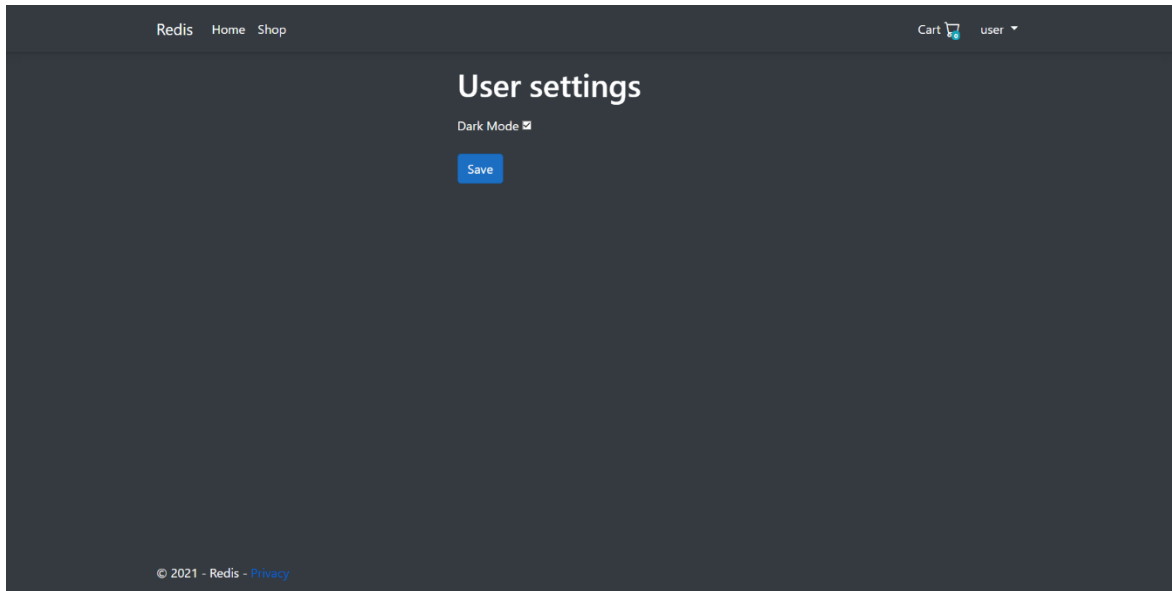 Redis Home Shop Cart user
User settings
Dark Mode
Save
© 2021 - Redis - Privacy